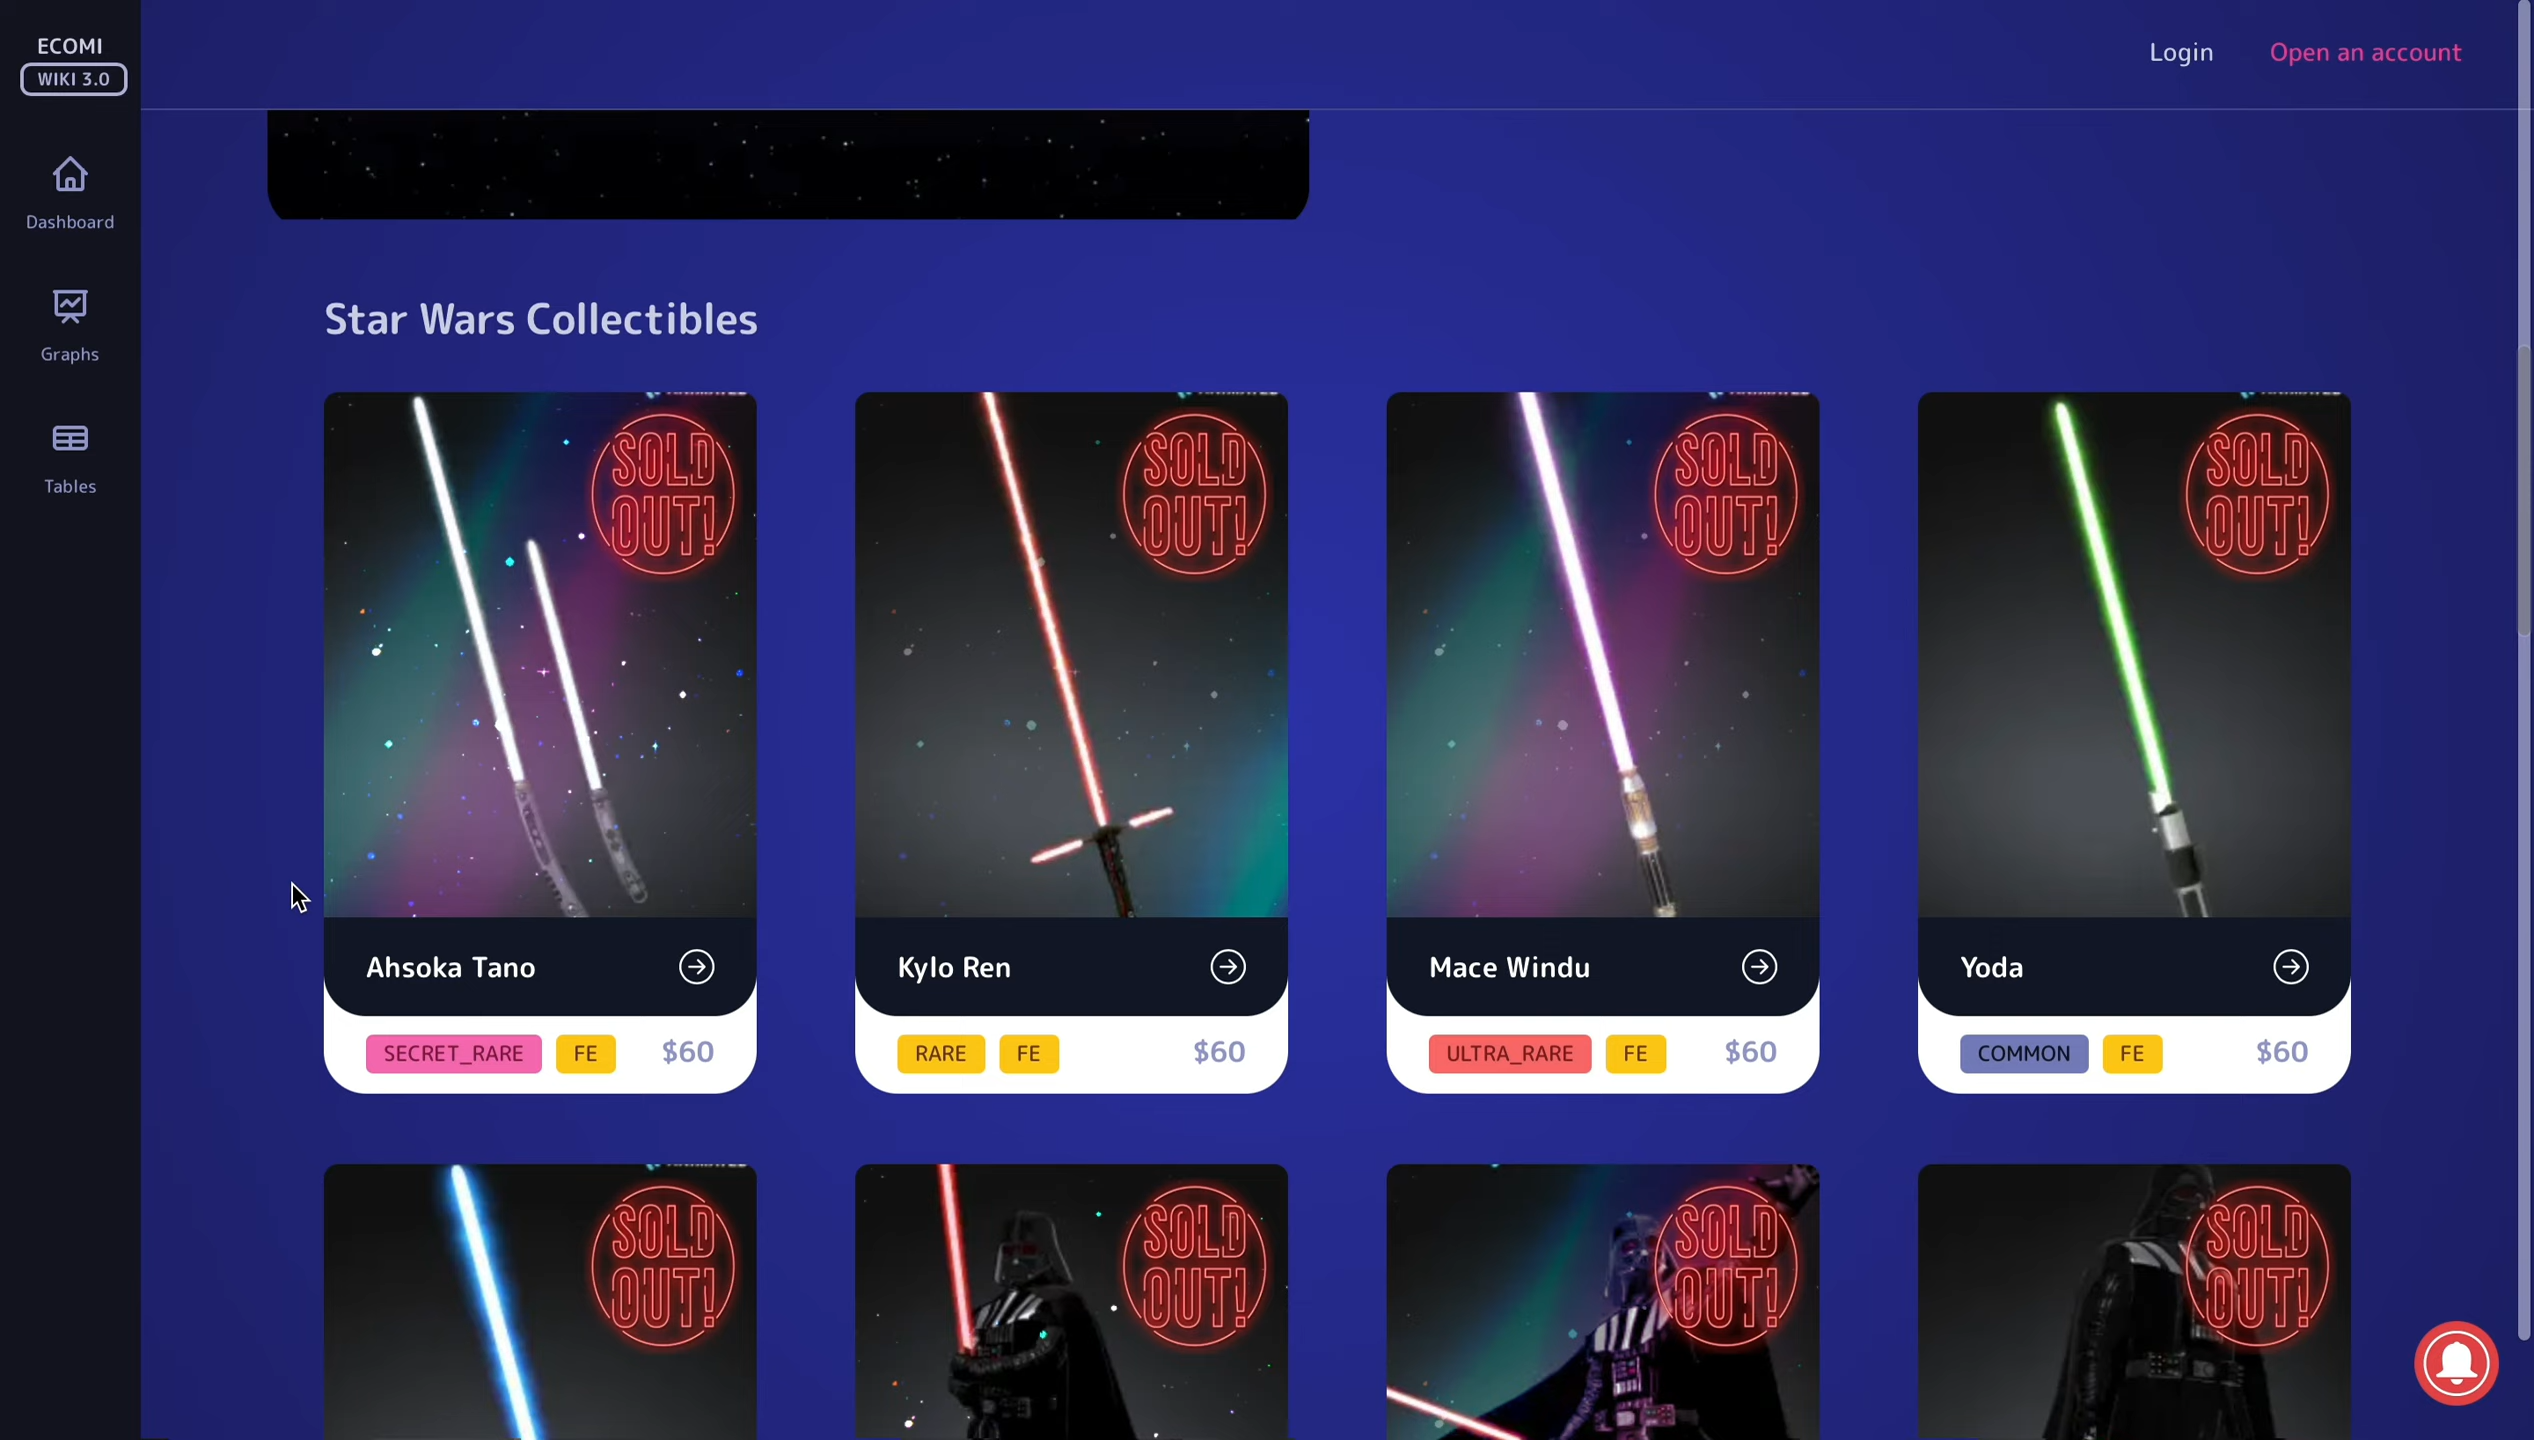 ECOMI
WIKI 3.0
Login
Open an account
Dashboard
Graphs
Tables
Star Wars Collectibles
SOLD
OUT!
SOLD
OUT!
SOLD
OUT!
SOLD
OUT!
Ahsoka Tano
Kylo Ren
Mace Windu
Yoda
SECRET_RARE FE $60
RARE FE $60
ULTRA_RARE FE $60
COMMON FE $60
SOLD
OUT!
SOLD
OUT!
SOLD
OUT!
SOLD
OUT!